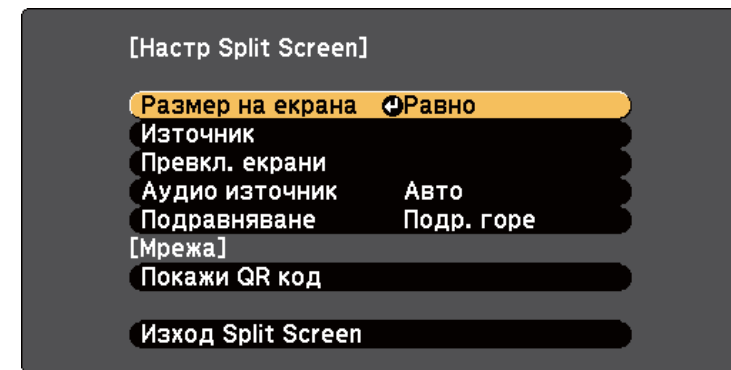 [Настр Split Screen]
Размер на екрана Равно
Източник
Превкл. екрани
Аудио източник Авто
Подравняване Подр. горе
[Мрежа]
Покажи QR код
Изход Split Screen